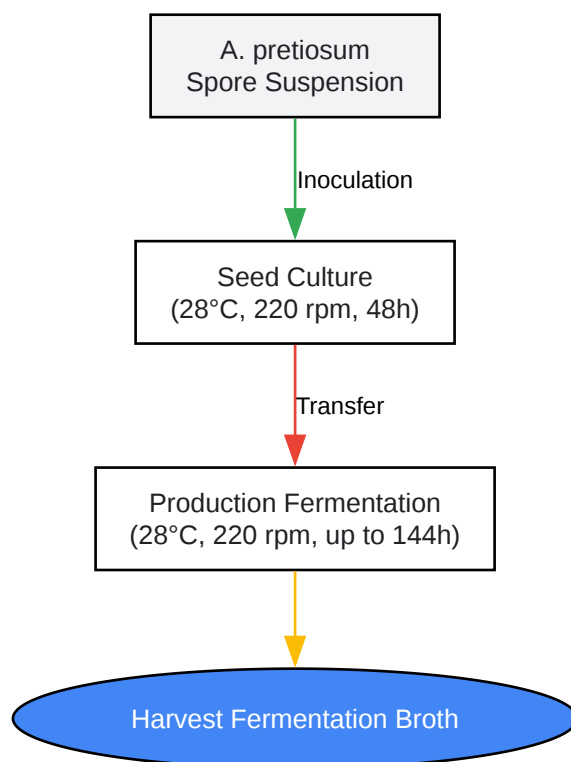 A. pretiosum
Spore Suspension
Inoculation
Seed Culture
(28°C, 220 rpm, 48h)
Transfer
Production Fermentation
(28°C, 220 rpm, up to 144h)
Harvest Fermentation Broth